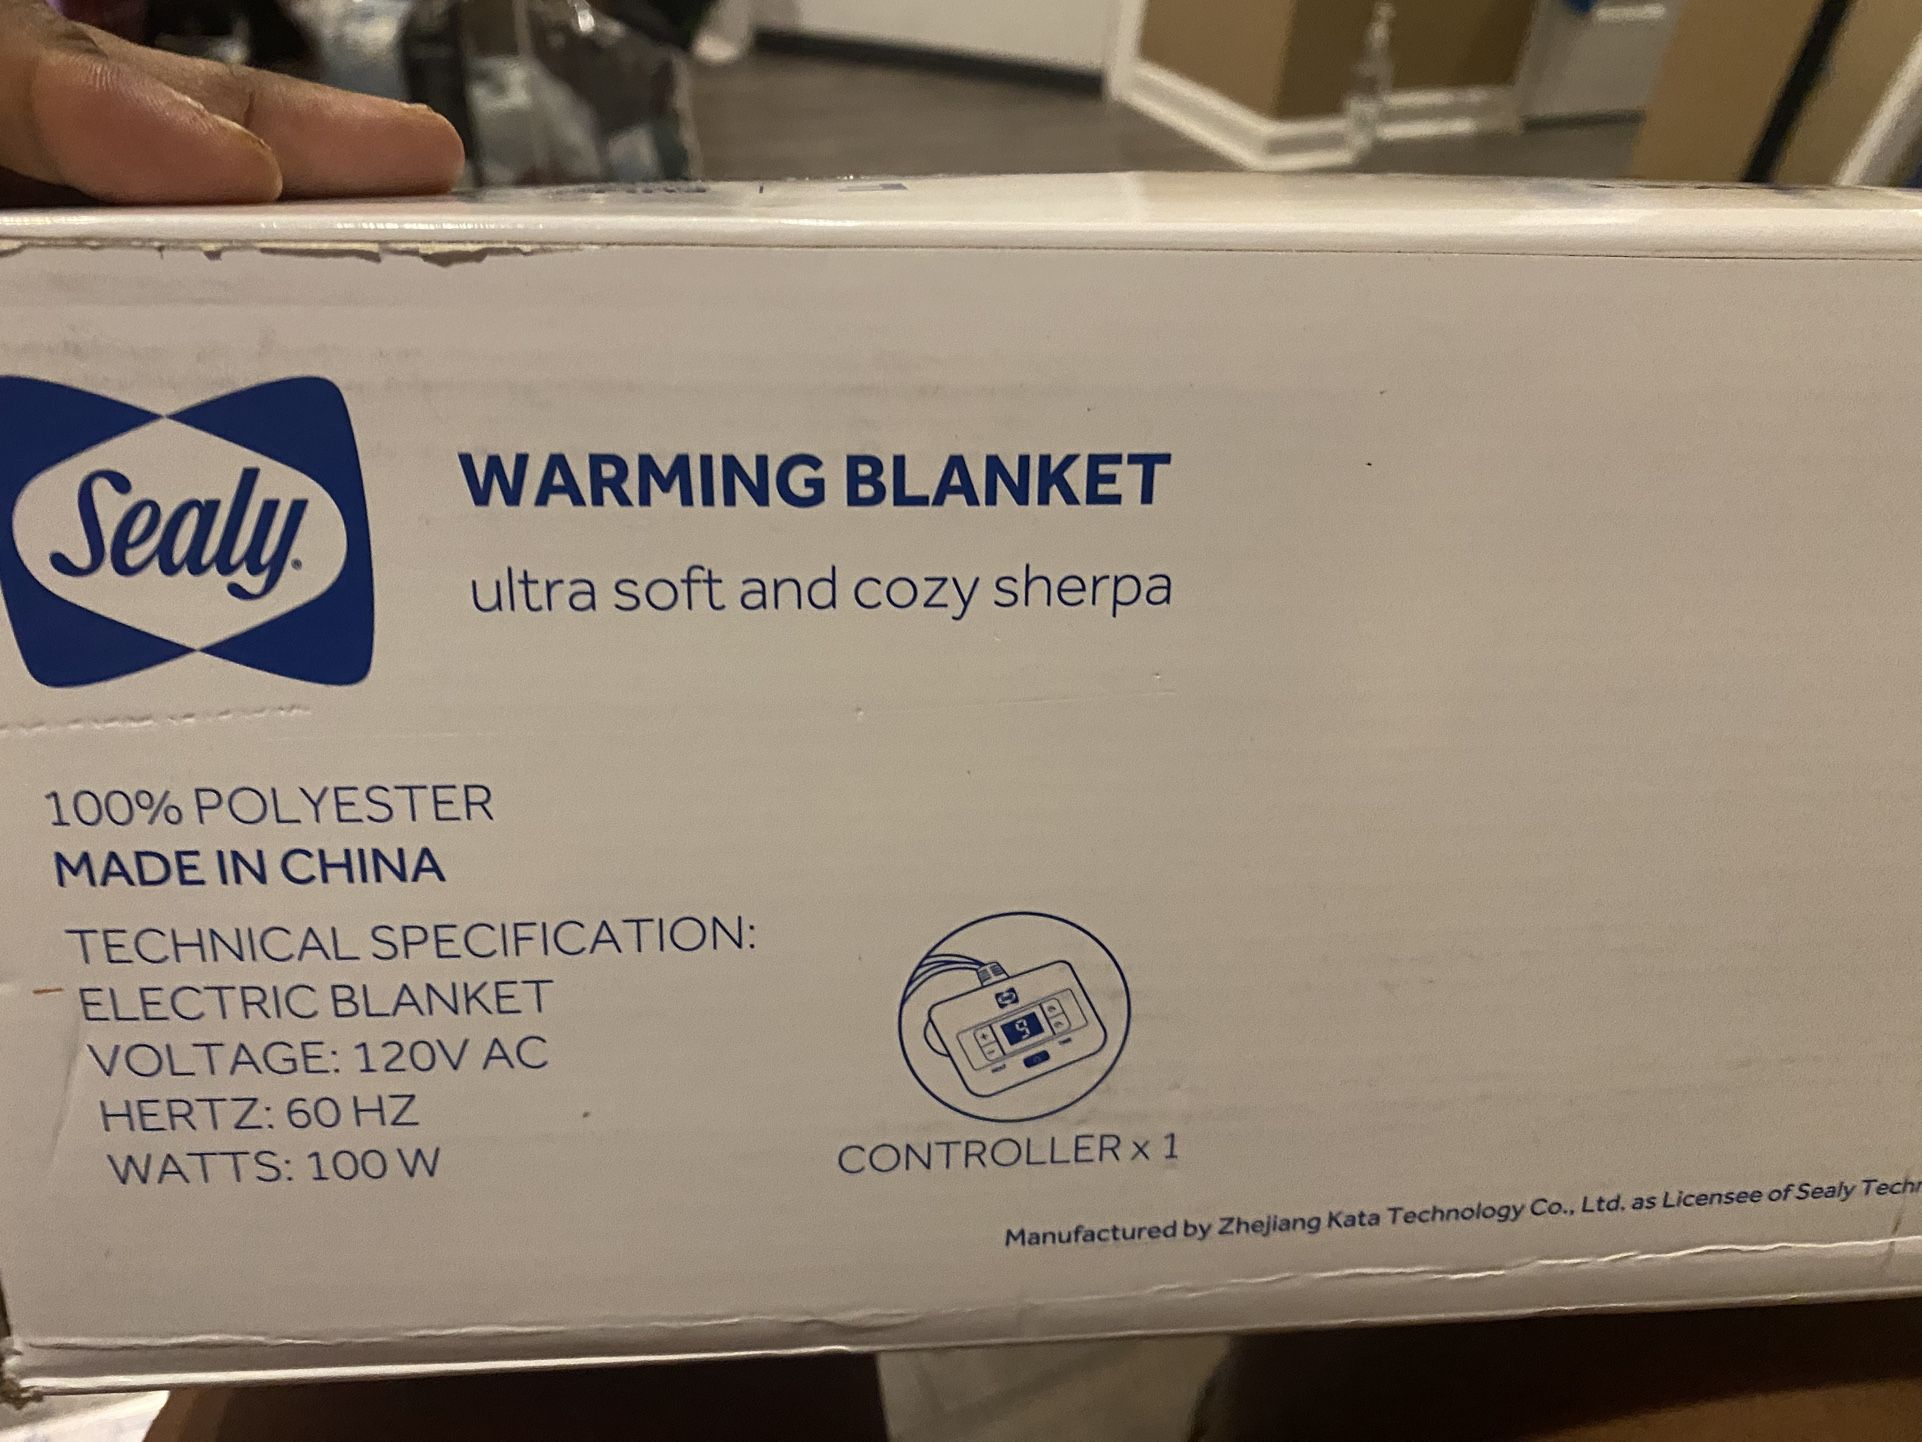 Sealy
WARMING BLANKET
ultra soft and cozy sherpa
100% POLYESTER
MADE IN CHINA
TECHNICAL SPECIFICATION:
ELECTRIC BLANKET
VOLTAGE: 120V AC
HERTZ: 60 HZ
WATTS: 100 W
9
CONTROLLER x 1
Manufactured by Zhejiang Kata Technology Co., Ltd. as Licensee of Sealy